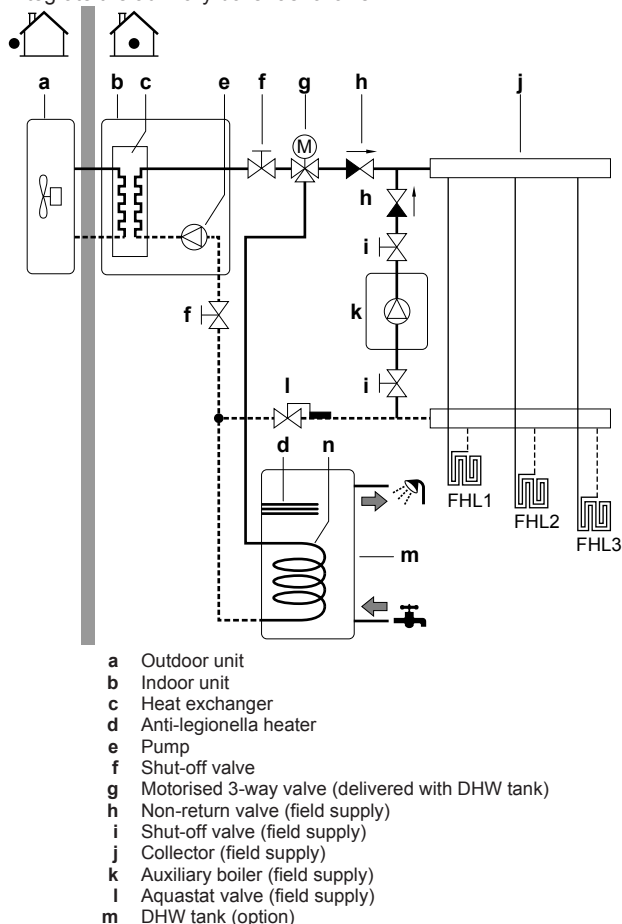 a b c e f g h j
M
h
i
k
f
i
l
d n
FHL1
FHL2
FHL3
m
a Outdoor unit
b Indoor unit
c Heat exchanger
d Anti-legionella heater
e Pump
f Shut-off valve
g Motorised 3-way valve (delivered with DHW tank)
h Non-return valve (field supply)
i Shut-off valve (field supply)
j Collector (field supply)
k Auxiliary boiler (field supply)
l Aquastat valve (field supply)
m DHW tank (option)